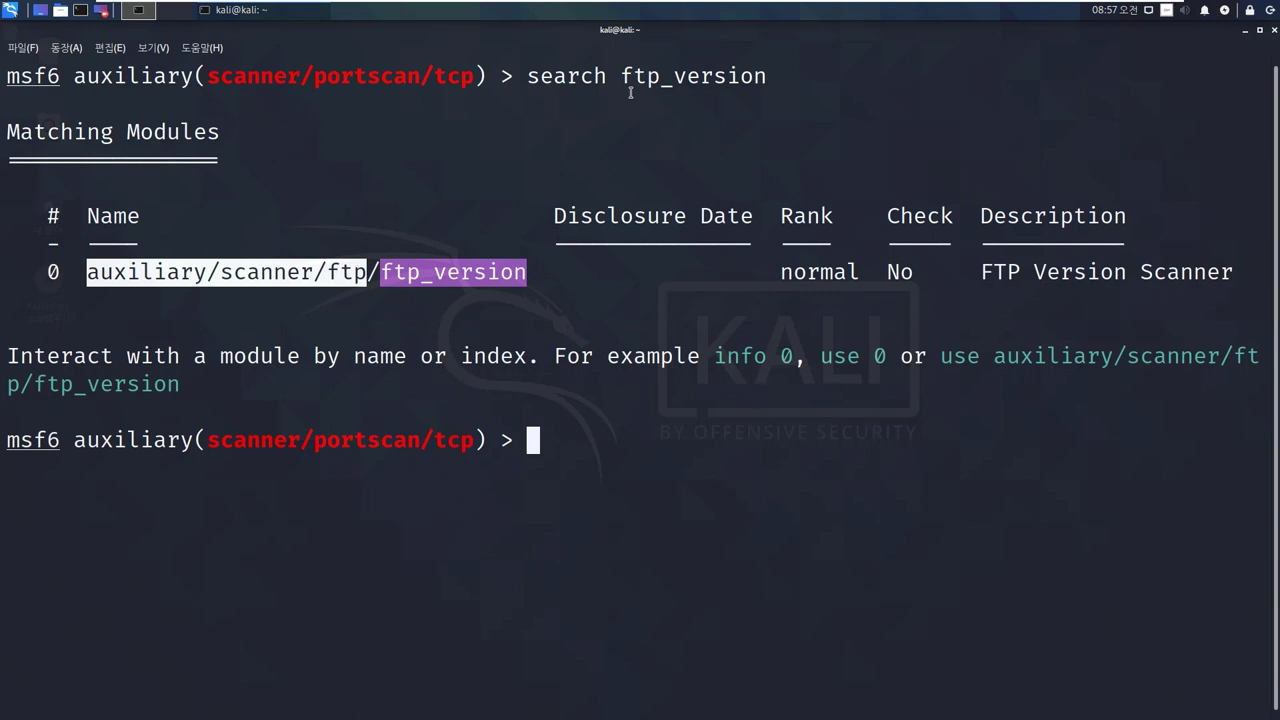 kali@kali: ~
08:57 오전
kali@kali: ~
파일(F) 동장(A) 편집(E) 보기(V) 도움말(H)
msf6 auxiliary(scanner/portscan/tcp) > search ftp_version
Matching Modules
================
# Name Disclosure Date Rank Check Description
- ---- --------------- ---- ----- -----------
0 auxiliary/scanner/ftp/ftp_version normal No FTP Version Scanner
Interact with a module by name or index. For example info 0, use 0 or use auxiliary/scanner/ft
p/ftp_version
KALI
BY OFFENSIVE SECURITY
msf6 auxiliary(scanner/portscan/tcp) >